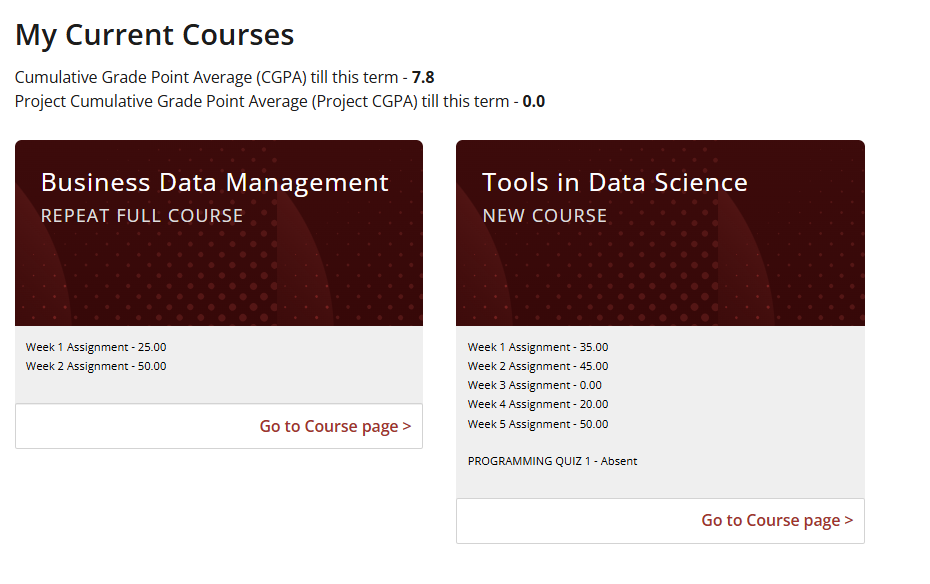 My Current Courses
Cumulative Grade Point Average (CGPA) till this term - 7.8
Project Cumulative Grade Point Average (Project CGPA) till this term - 0.0
Business Data Management
REPEAT FULL COURSE
Week 1 Assignment - 25.00
Week 2 Assignment - 50.00
Go to Course page >
Tools in Data Science
NEW COURSE
Week 1 Assignment - 35.00
Week 2 Assignment - 45.00
Week 3 Assignment - 0.00
Week 4 Assignment - 20.00
Week 5 Assignment - 50.00
PROGRAMMING QUIZ 1 - Absent
Go to Course page >